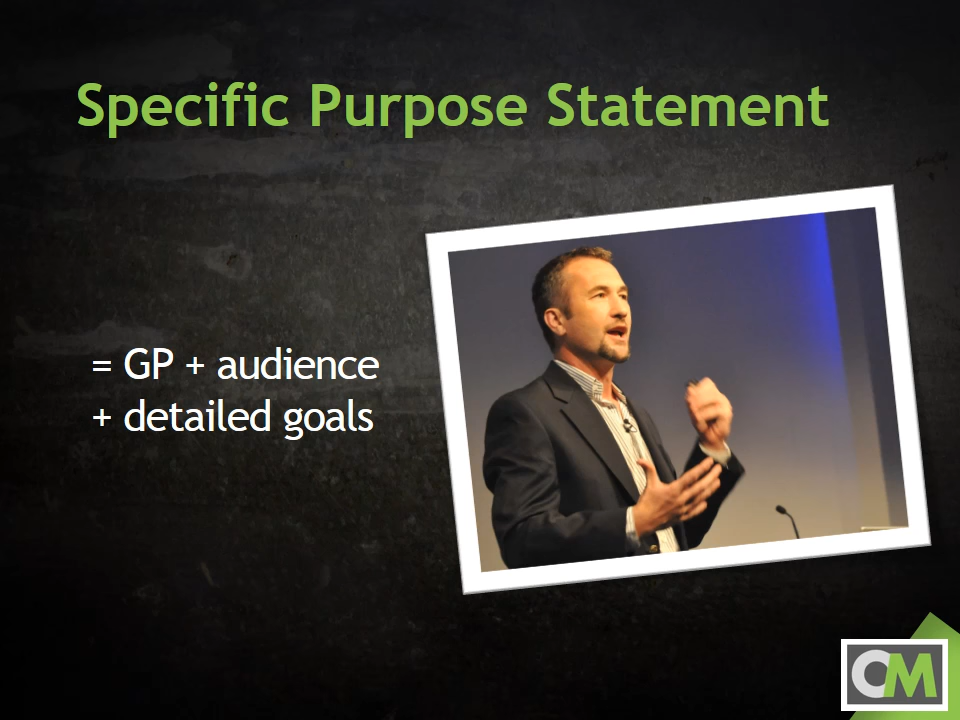 Specific Purpose Statement
= GP + audience
+ detailed goals
CM